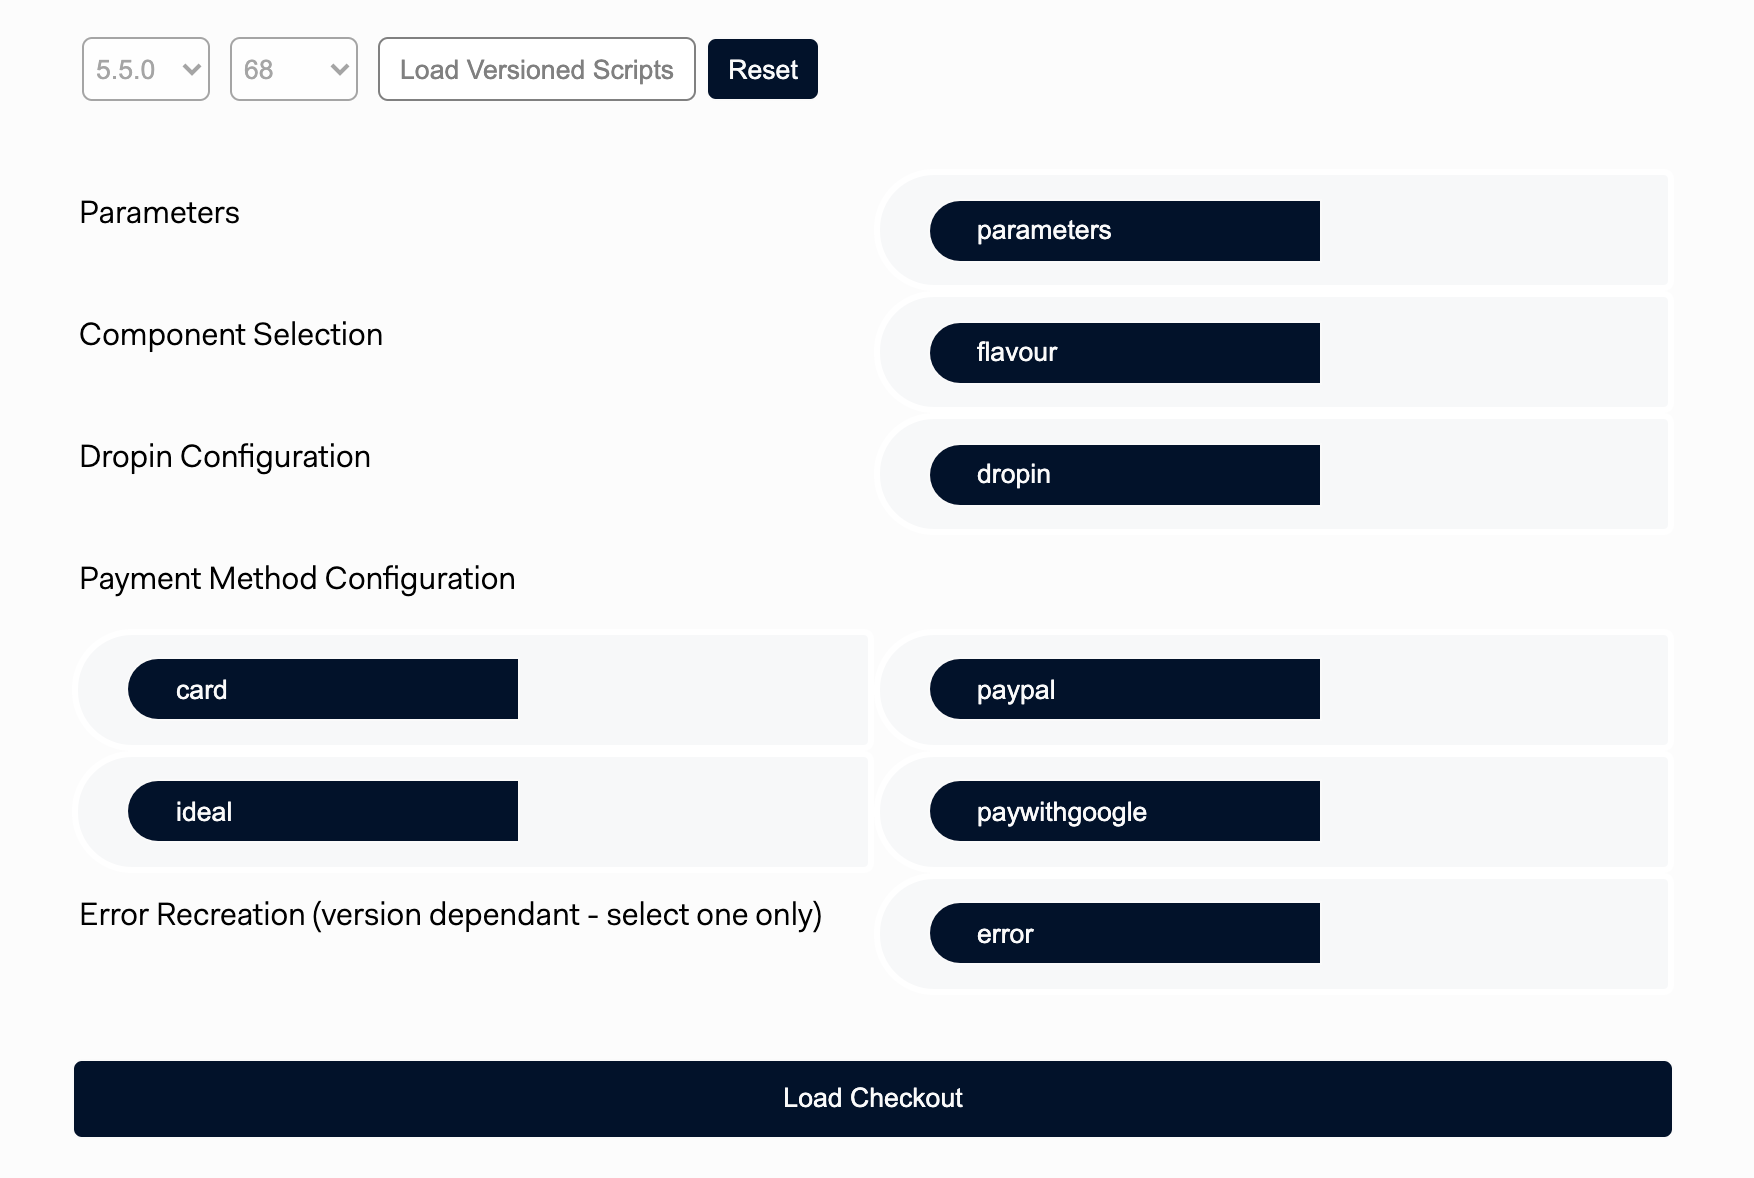 5.5.0 68 Load Versioned Scripts Reset
Parameters
parameters
Component Selection
flavour
Dropin Configuration
dropin
Payment Method Configuration
card
paypal
ideal
paywithgoogle
Error Recreation (version dependant - select one only)
error
Load Checkout